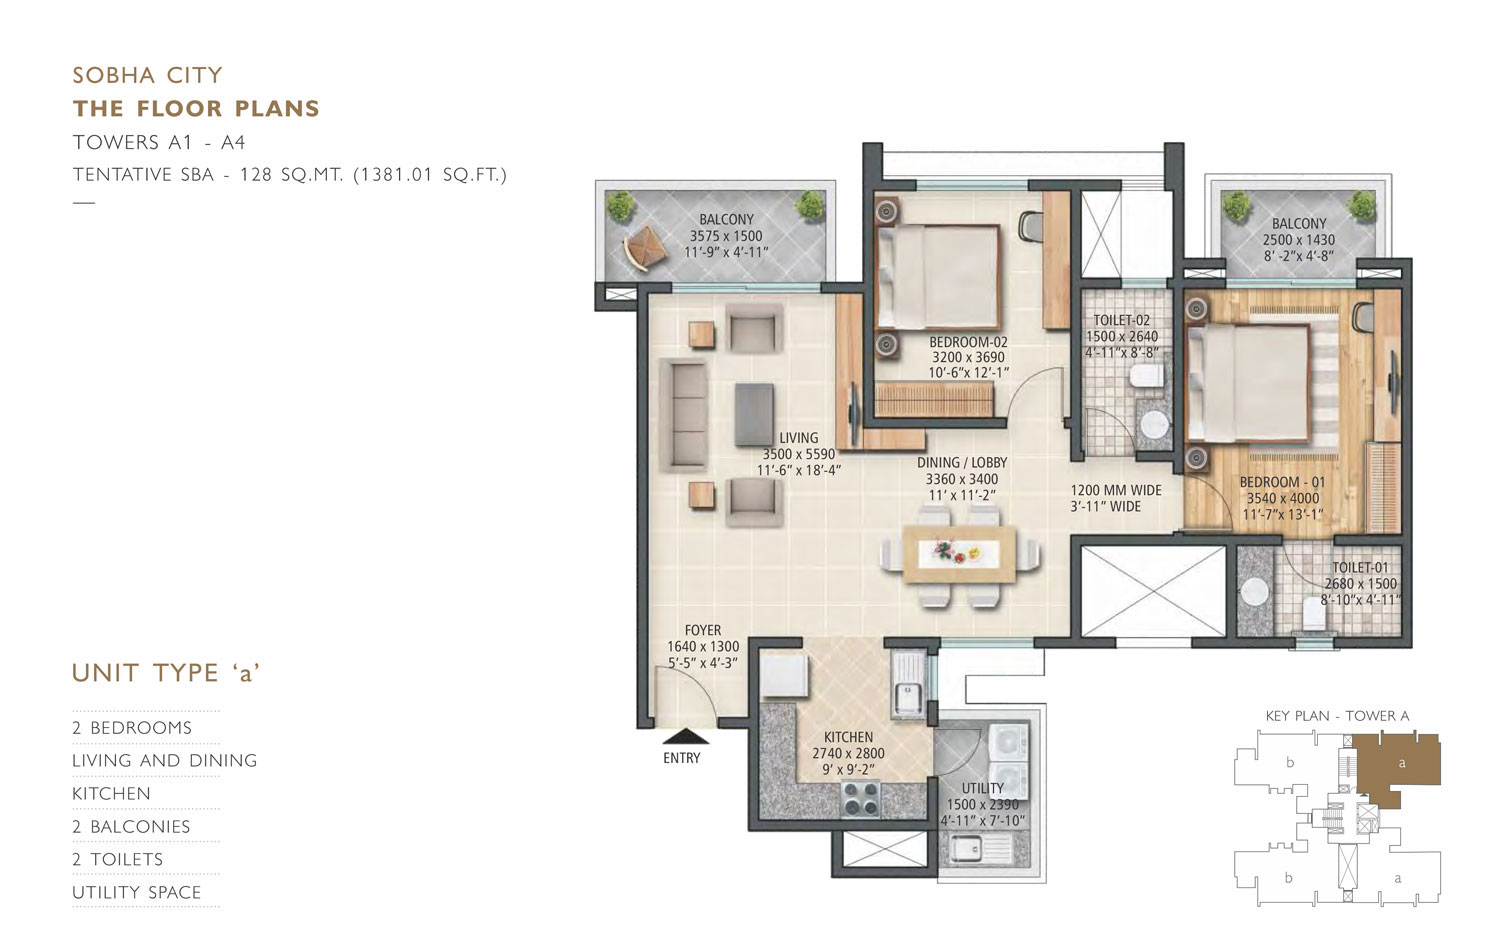 SOBHA CITY
THE FLOOR PLANS
TOWERS A1 - A4
TENTATIVE SBA - 128 SQ.MT. (1381.01 SQ.FT.)
BALCONY
3575 x 1500
11'-9" x 4'-11"
BALCONY
2500 x 1430
8' -2"x 4'-8"
BEDROOM-02
3200 x 3690
10'-6"x 12'-1"
TOILET-02
1500 x 2640
4'-11"x 8'-8"
LIVING
3500 x 5590
11'-6" x 18'-4"
DINING / LOBBY
3360 x 3400
11' x 11'-2"
1200 MM WIDE
3'-11" WIDE
BEDROOM - 01
3540 x 4000
11'-7"x 13'-1"
TOILET-01
2680 x 1500
8'-10"x 4'-11"
FOYER
1640 x 1300
5'-5" x 4'-3"
ENTRY
KITCHEN
2740 x 2800
9' x 9'-2"
UTILITY
1500 x 2390
4'-11" x 7'-10"
UNIT TYPE ‘a’
2 BEDROOMS
LIVING AND DINING
KITCHEN
2 BALCONIES
2 TOILETS
UTILITY SPACE
KEY PLAN - TOWER A
b
a
b
a